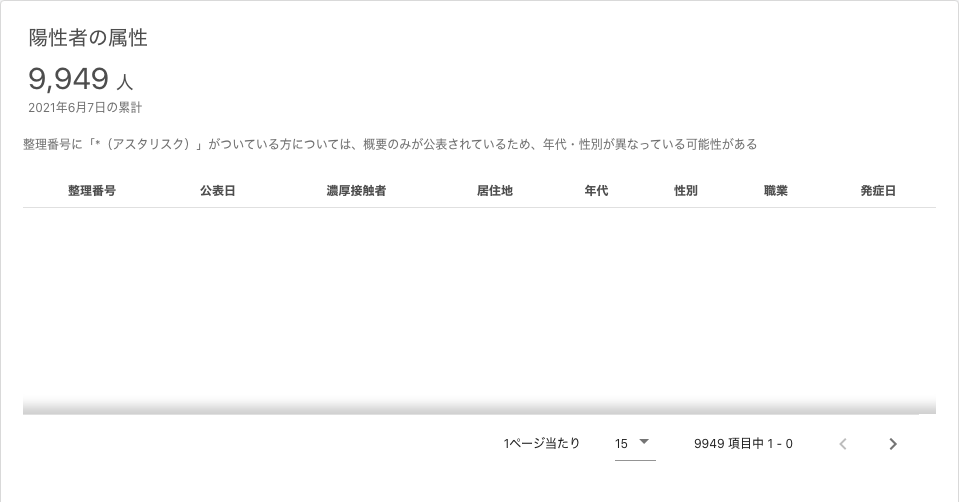 陽性者の属性
9,949 人
2021年6月7日の累計
整理番号に「*（アスタリスク）」がついている方については、概要のみが公表されているため、年代・性別が異なっている可能性がある
整理番号 公表日 濃厚接触者 居住地 年代 性別 職業 発症日
1ページ当たり 15 9949 項目中 1 - 0